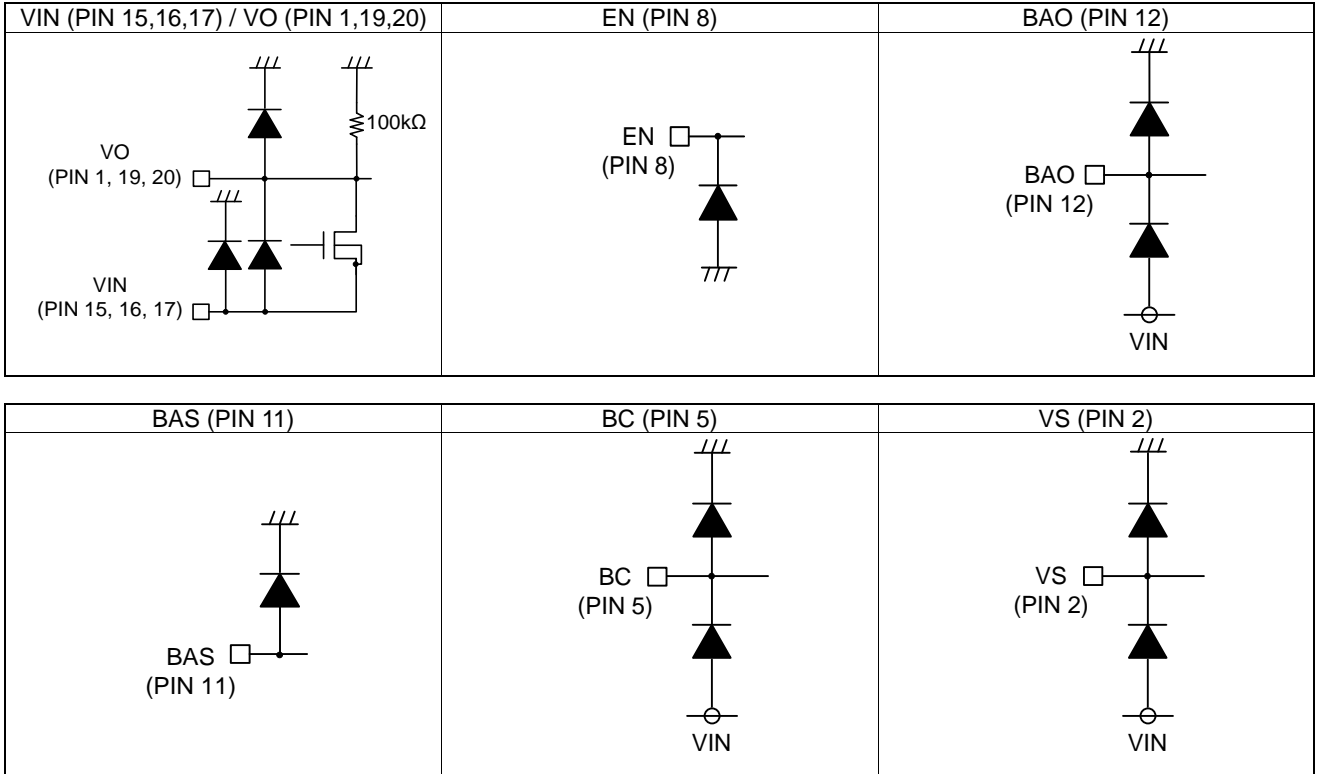 VIN (PIN 15,16,17) / VO (PIN 1,19,20)
EN (PIN 8)
BAO (PIN 12)
100kΩ
VO
(PIN 1, 19, 20)
VIN
(PIN 15, 16, 17)
EN
(PIN 8)
BAO
(PIN 12)
VIN
BAS (PIN 11)
BC (PIN 5)
VS (PIN 2)
BAS
(PIN 11)
BC
(PIN 5)
VIN
VS
(PIN 2)
VIN